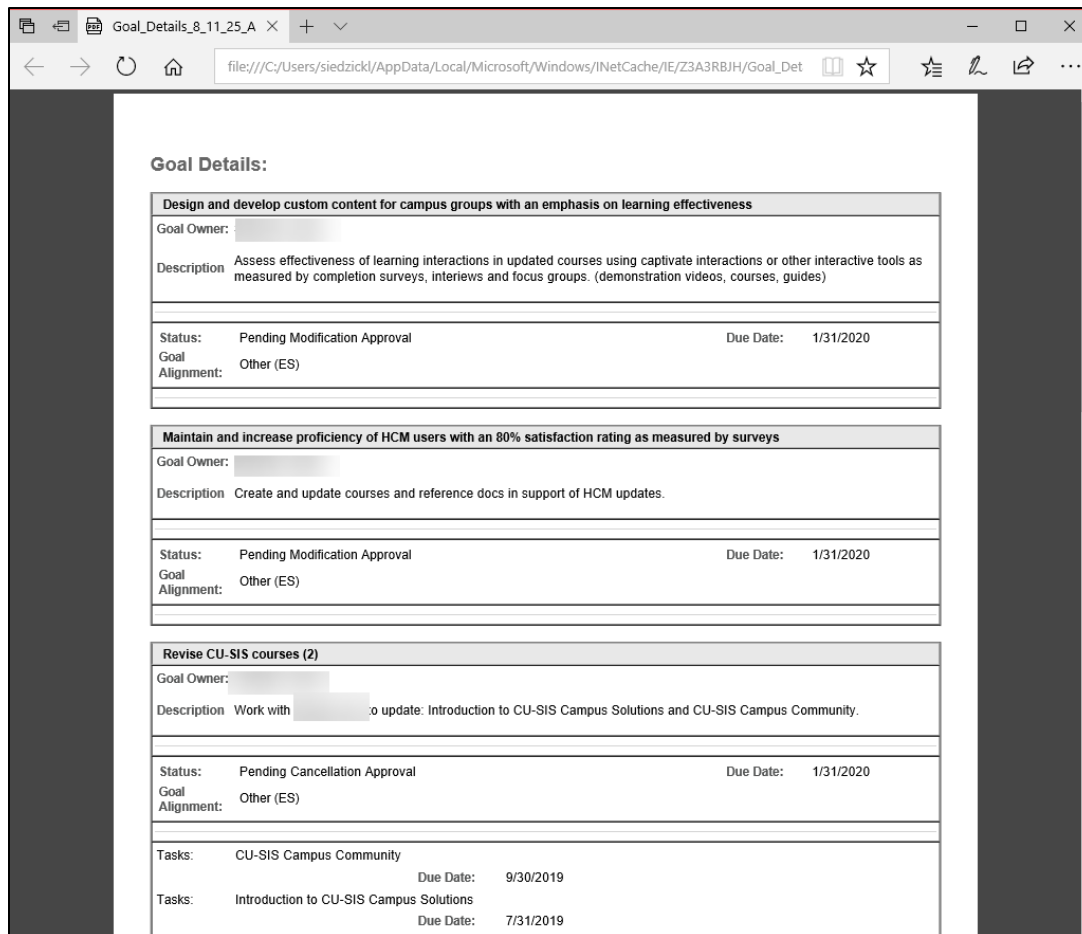 Goal_Details_8_11_25_A
file:///C:/Users/siedzickl/AppData/Local/Microsoft/Windows/INetCache/IE/Z3A3RBJH/Goal_Det
Goal Details:
Design and develop custom content for campus groups with an emphasis on learning effectiveness
Goal Owner:
Description Assess effectiveness of learning interactions in updated courses using captivate interactions or other interactive tools as
measured by completion surveys, interiews and focus groups. (demonstration videos, courses, guides)
Status: Pending Modification Approval Due Date: 1/31/2020
Goal
Alignment: Other (ES)
Maintain and increase proficiency of HCM users with an 80% satisfaction rating as measured by surveys
Goal Owner:
Description Create and update courses and reference docs in support of HCM updates.
Status: Pending Modification Approval Due Date: 1/31/2020
Goal
Alignment: Other (ES)
Revise CU-SIS courses (2)
Goal Owner:
Description Work with to update: Introduction to CU-SIS Campus Solutions and CU-SIS Campus Community.
Status: Pending Cancellation Approval Due Date: 1/31/2020
Goal
Alignment: Other (ES)
Tasks: CU-SIS Campus Community
Due Date: 9/30/2019
Tasks: Introduction to CU-SIS Campus Solutions
Due Date: 7/31/2019